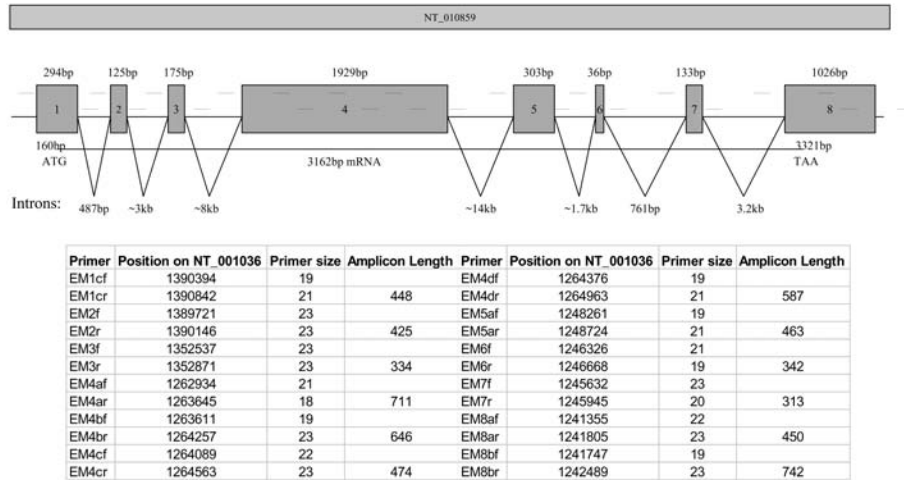 NT_010859
294bp 125bp 175bp 1929bp 303bp 36bp 133bp 1026bp
1 2 3 4 5 6 7 8
160bp 3321bp
ATG 3162bp mRNA TAA
Introns: 487bp ~3kb ~8kb ~14kb ~1.7kb 761bp 3.2kb
Primer Position on NT_001036 Primer size Amplicon Length Primer Position on NT_001036 Primer size Amplicon Length
EM1cf 1390394 19 EM4df 1264376 19
EM1cr 1390842 21 448 EM4dr 1264963 21 587
EM2f 1389721 23 EM5af 1248261 19
EM2r 1390146 23 425 EM5ar 1248724 21 463
EM3f 1352537 23 EM6f 1246326 21
EM3r 1352871 23 334 EM6r 1246668 19 342
EM4af 1262934 21 EM7f 1245632 23
EM4ar 1263645 18 711 EM7r 1245945 20 313
EM4bf 1263611 19 EM8af 1241355 22
EM4br 1264257 23 646 EM8ar 1241805 23 450
EM4cf 1264089 22 EM8bf 1241747 19
EM4cr 1264563 23 474 EM8br 1242489 23 742